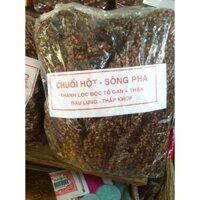 CHUỐI HỘT - SÔNG PHA
THANH LỌC ĐỘC TỐ GAN & THẬN
ĐAU LƯNG - THẤP KHỚP